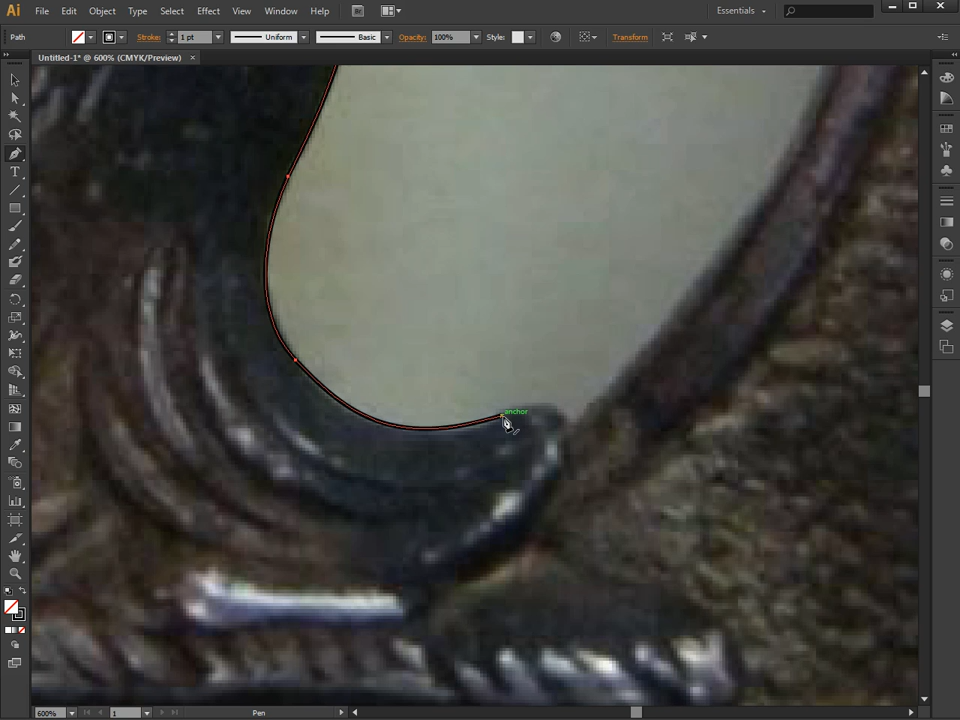 Ai File Edit Object Type Select Effect View Window Help Br Essentials
Path Stroke: 1 pt Uniform Basic Opacity: 100% Style: Transform
Untitled-1* @ 600% (CMYK/Preview) ×
T
anchor
600% 1 Pen